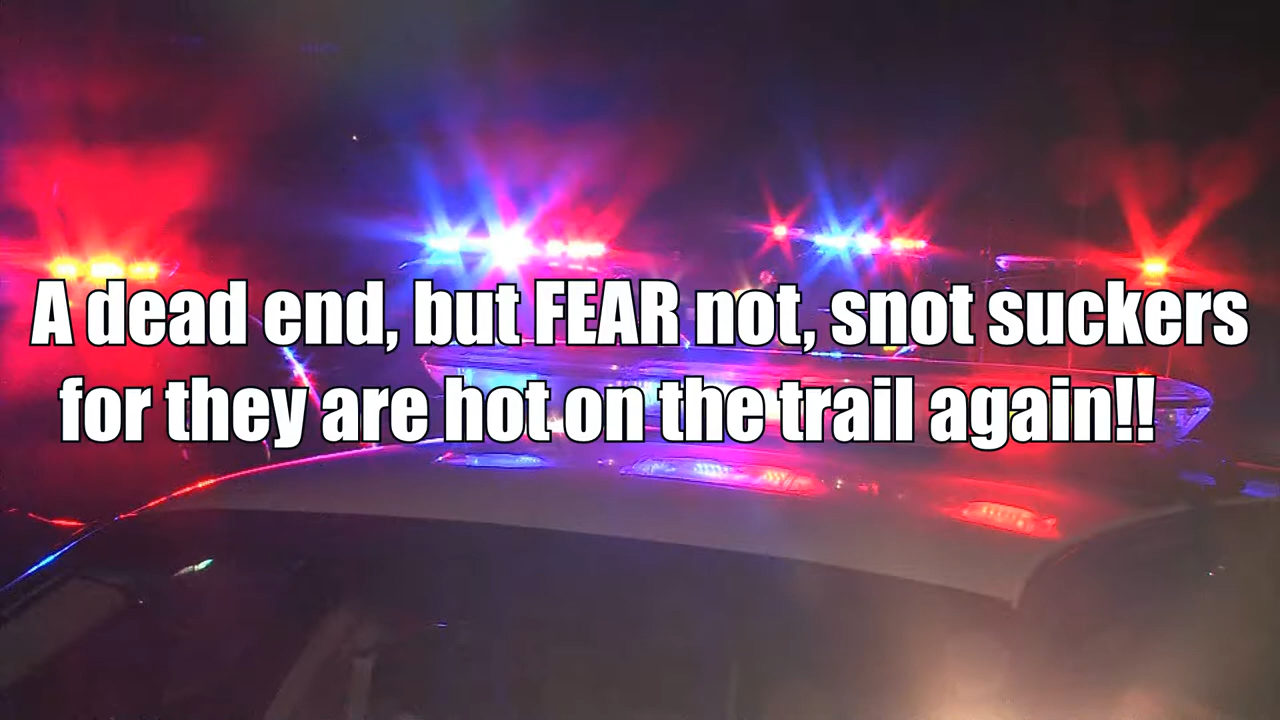 A dead end, but FEAR not, snot suckers
for they are hot on the trail again!!